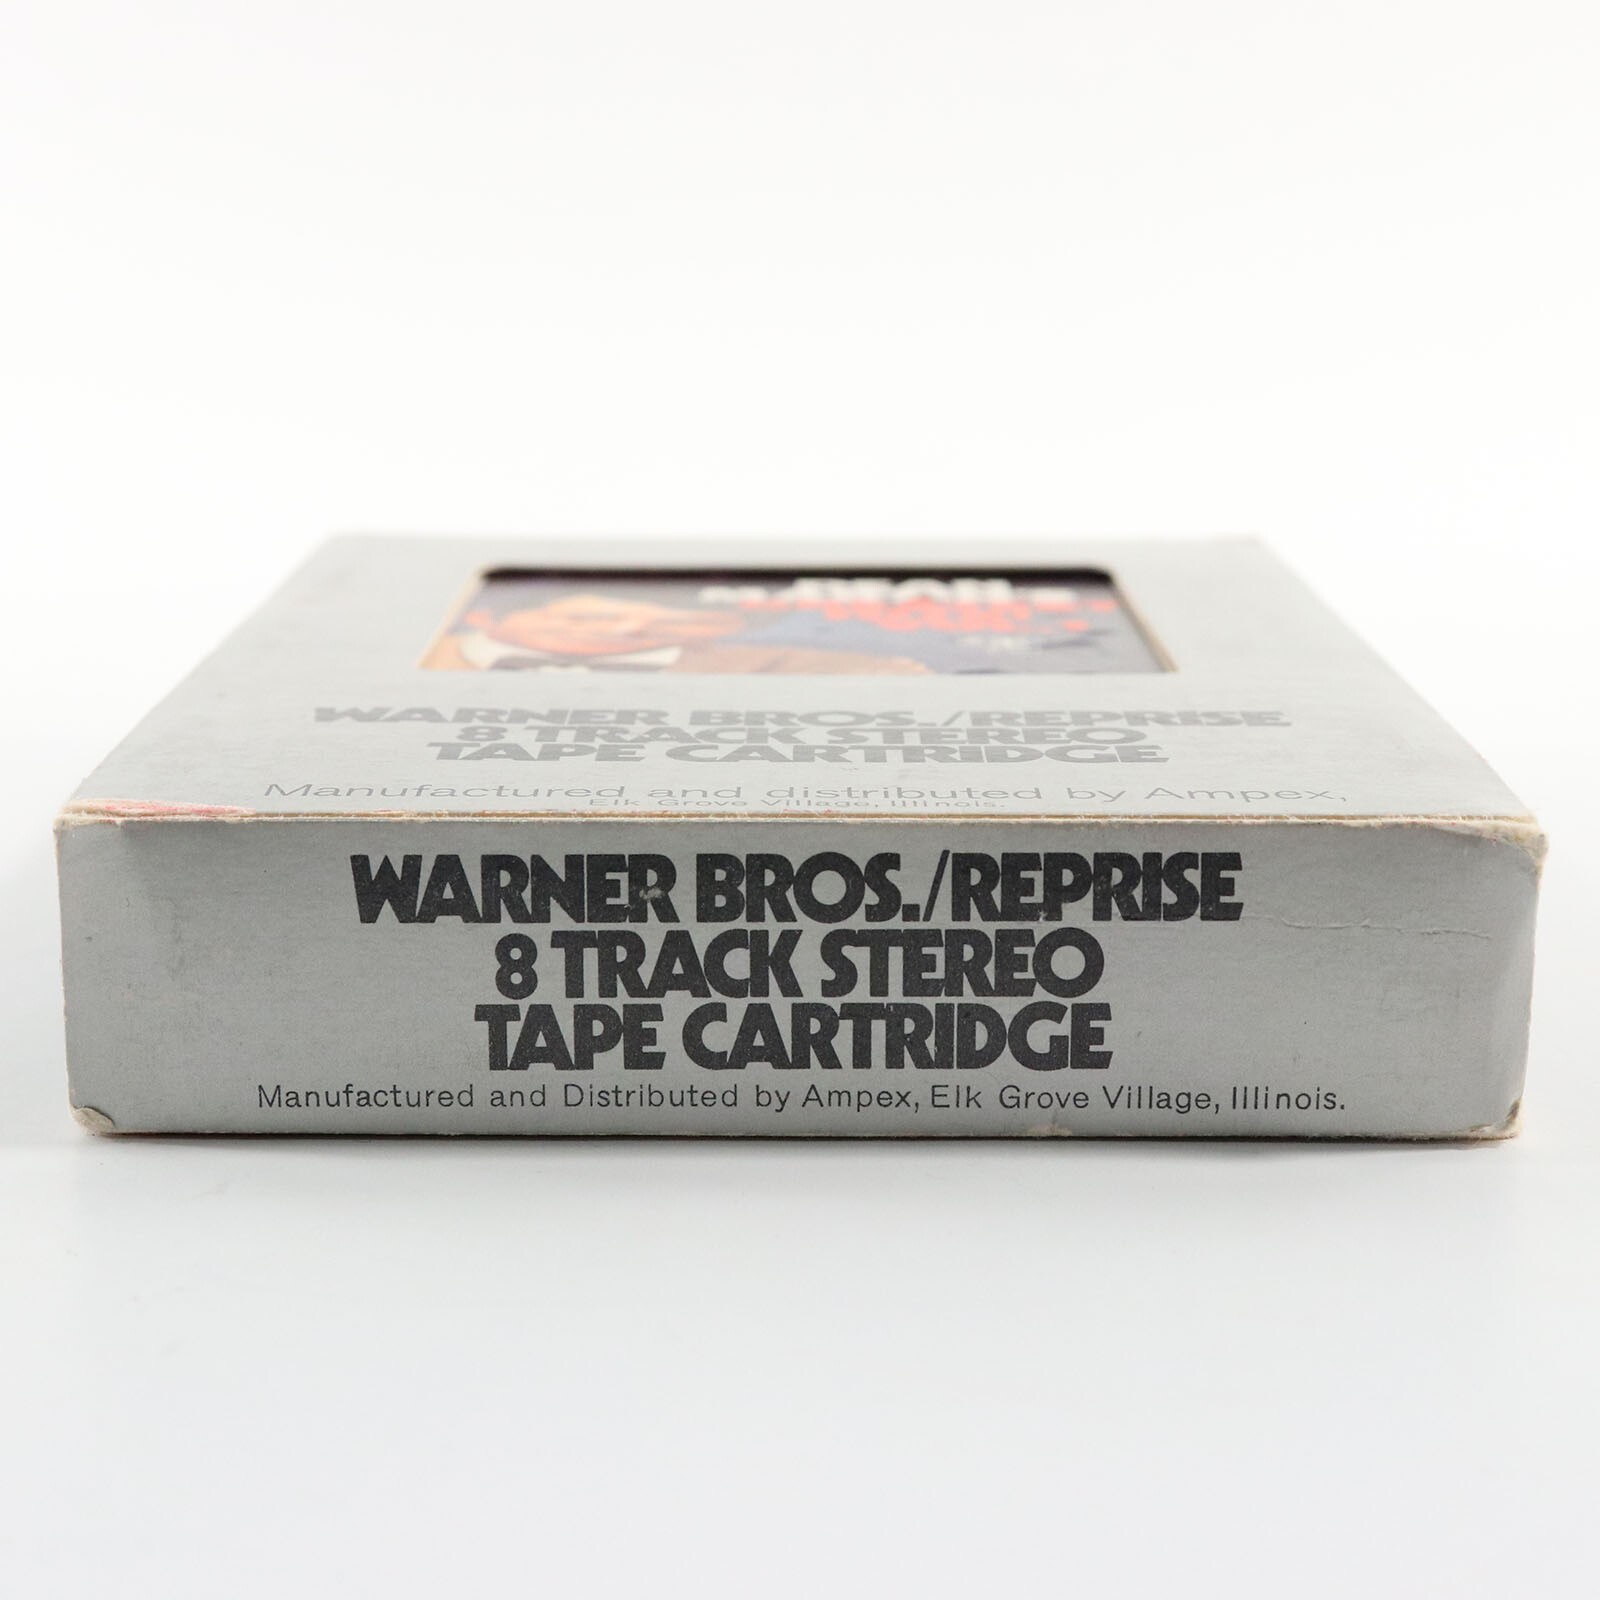 DEAN
WARNER BROS./REPRISE
8 TRACK STEREO
TAPE CARTRIDGE
Manufactured and distributed by Ampex,
Elk Grove Village, Illinois.
WARNER BROS./REPRISE
8 TRACK STEREO
TAPE CARTRIDGE
Manufactured and Distributed by Ampex, Elk Grove Village, Illinois.